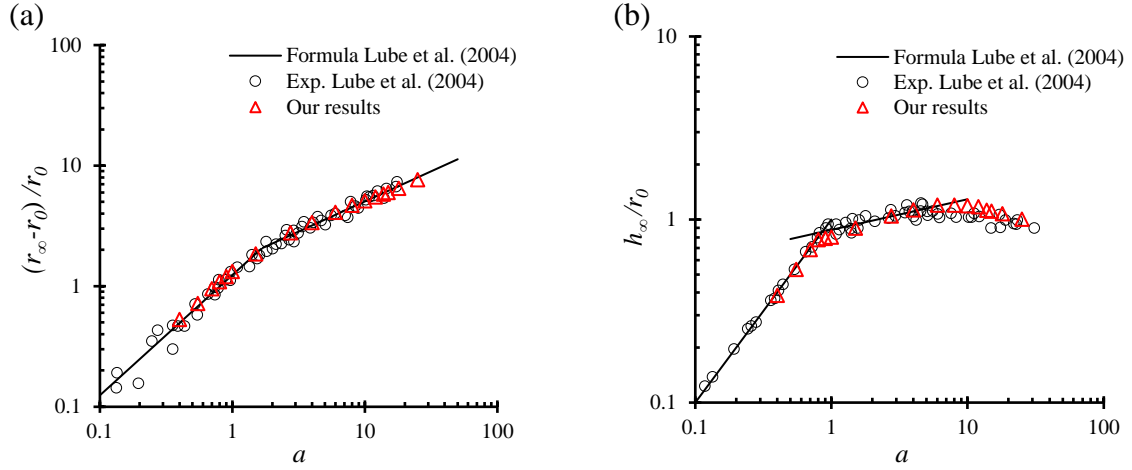 (a)
(r∞-r0)/r0
100
10
1
0.1
Formula Lube et al. (2004)
Exp. Lube et al. (2004)
Our results
0.1 1 10 100
a
(b)
h∞/r0
10
1
0.1
Formula Lube et al. (2004)
Exp. Lube et al. (2004)
Our results
0.1 1 10 100
a